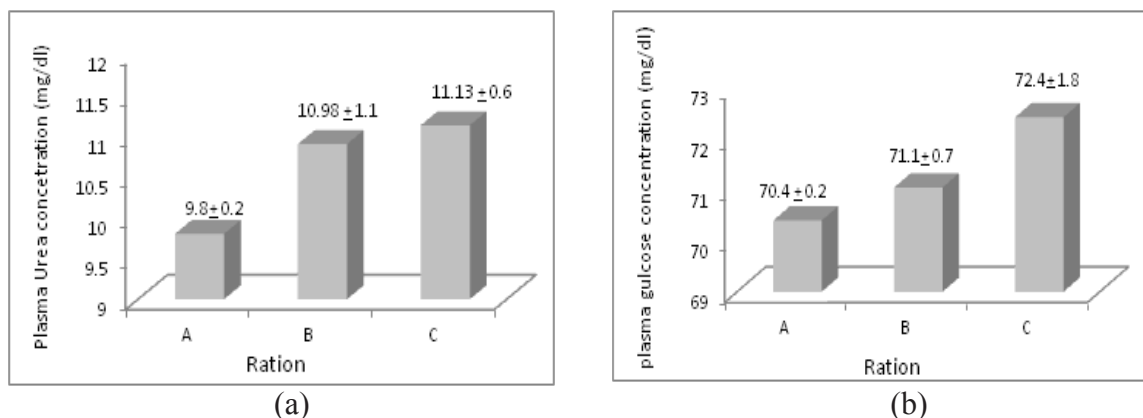 Plasma Urea concetration (mg/dl)
12
11.5
11
10.5
10
9.5
9
9.8±0.2
10.98 ±1.1
11.13 ±0.6
A B C
Ration
(a)
plasma gulcose concentration (mg/dl)
73
72
71
70
69
70.4 ±0.2
71.1±0.7
72.4±1.8
A B C
Ration
(b)